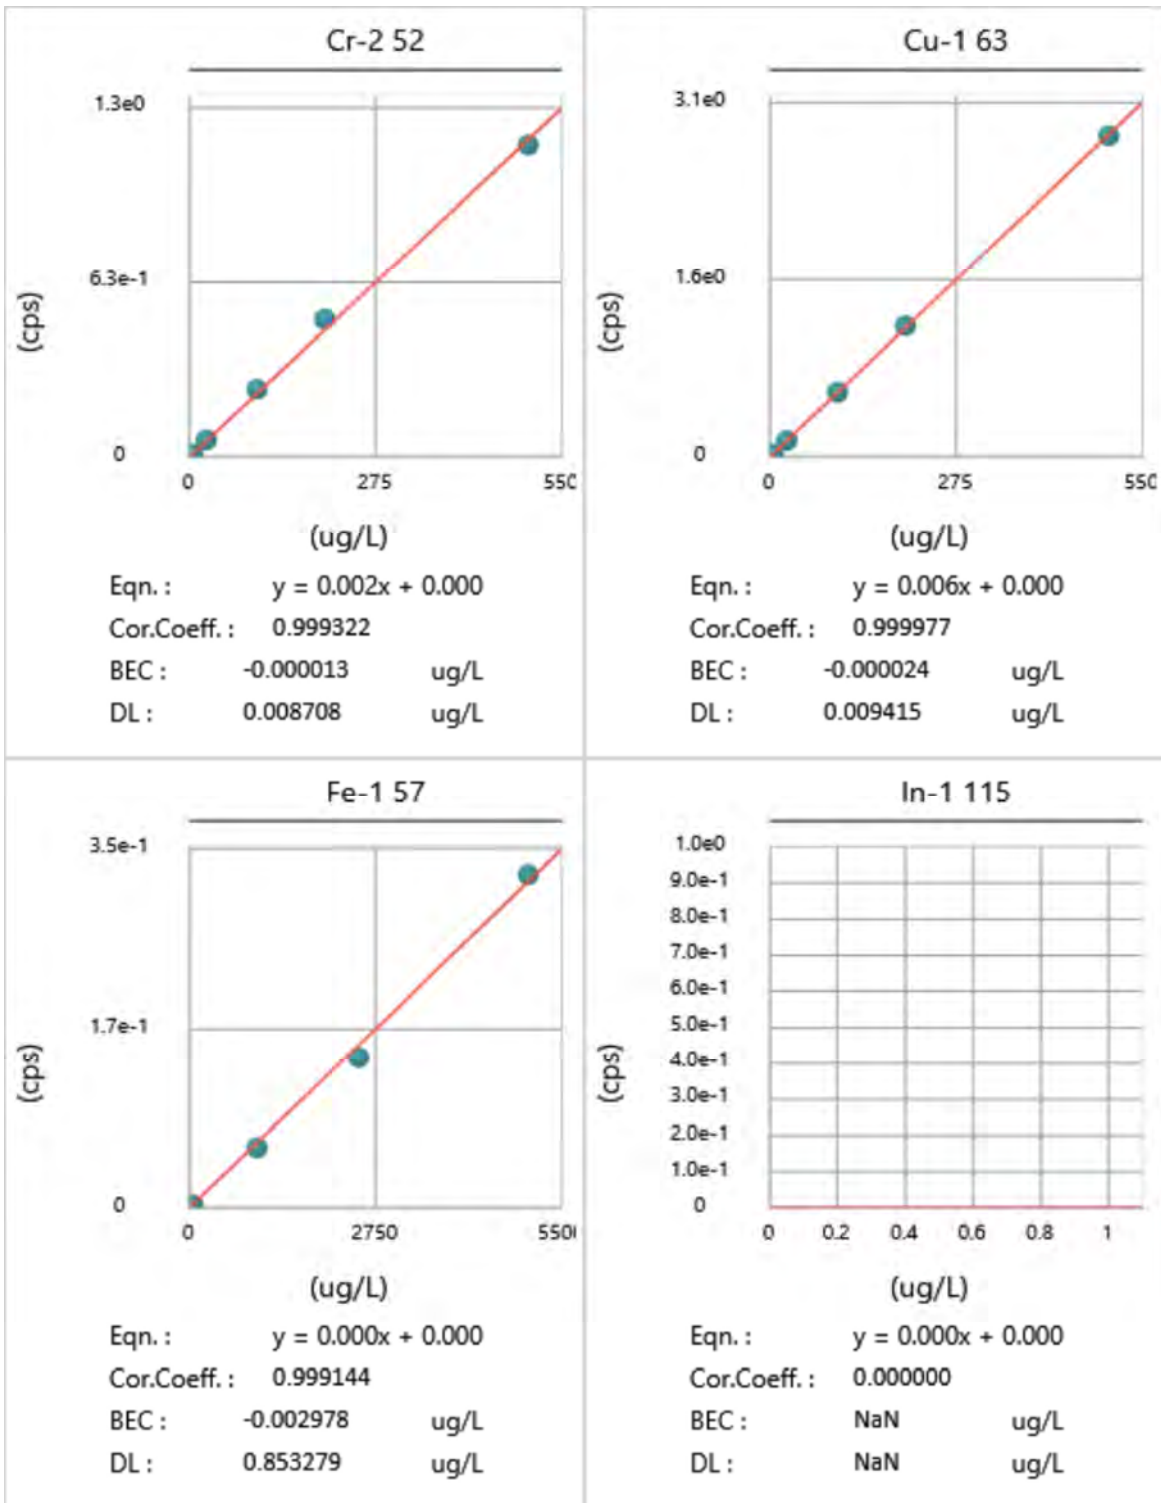 Cr-2 52
1.3e0
6.3e-1
0
(cps)
0 275 550
(ug/L)
Eqn. : y = 0.002x + 0.000
Cor.Coeff. : 0.999322
BEC : -0.000013 ug/L
DL : 0.008708 ug/L
Cu-1 63
3.1e0
1.6e0
0
(cps)
0 275 550
(ug/L)
Eqn. : y = 0.006x + 0.000
Cor.Coeff. : 0.999977
BEC : -0.000024 ug/L
DL : 0.009415 ug/L
Fe-1 57
3.5e-1
1.7e-1
0
(cps)
0 2750 550
(ug/L)
Eqn. : y = 0.000x + 0.000
Cor.Coeff. : 0.999144
BEC : -0.002978 ug/L
DL : 0.853279 ug/L
In-1 115
1.0e0
9.0e-1
8.0e-1
7.0e-1
6.0e-1
5.0e-1
4.0e-1
3.0e-1
2.0e-1
1.0e-1
0
(cps)
0 0.2 0.4 0.6 0.8 1
(ug/L)
Eqn. : y = 0.000x + 0.000
Cor.Coeff. : 0.000000
BEC : NaN ug/L
DL : NaN ug/L